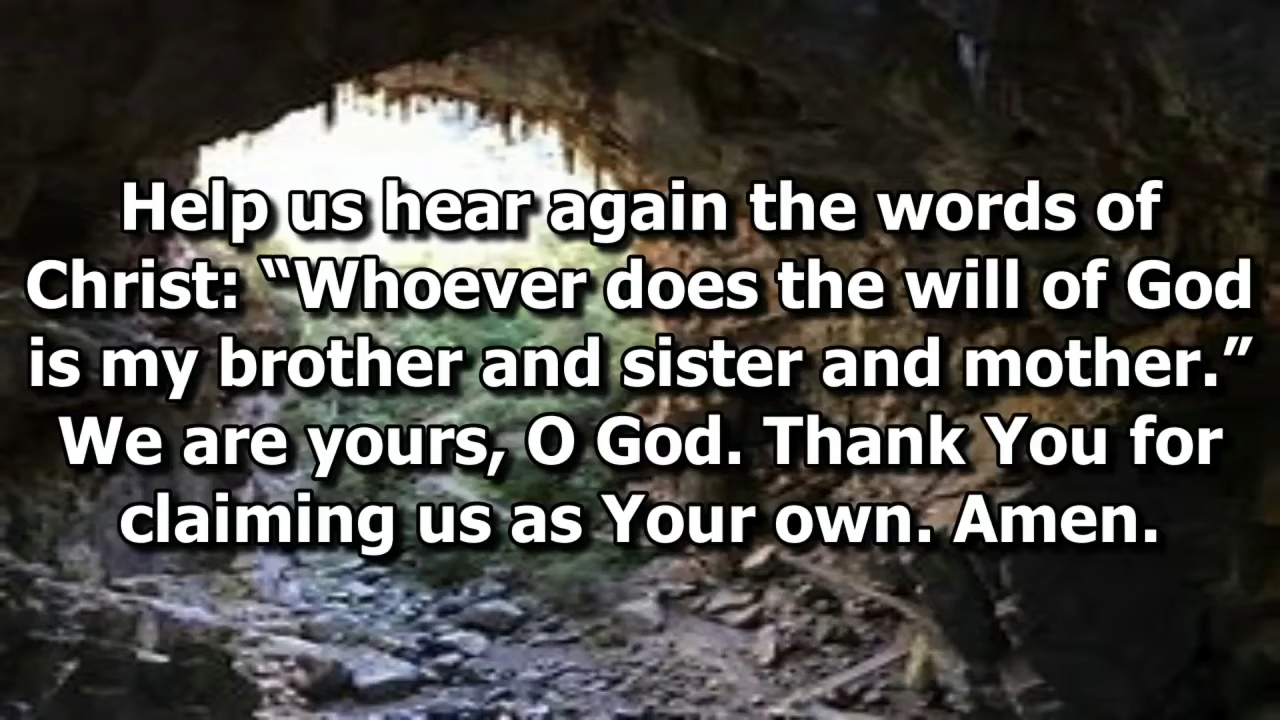 Help us hear again the words of
Christ: “Whoever does the will of God
is my brother and sister and mother.”
We are yours, O God. Thank You for
claiming us as Your own. Amen.